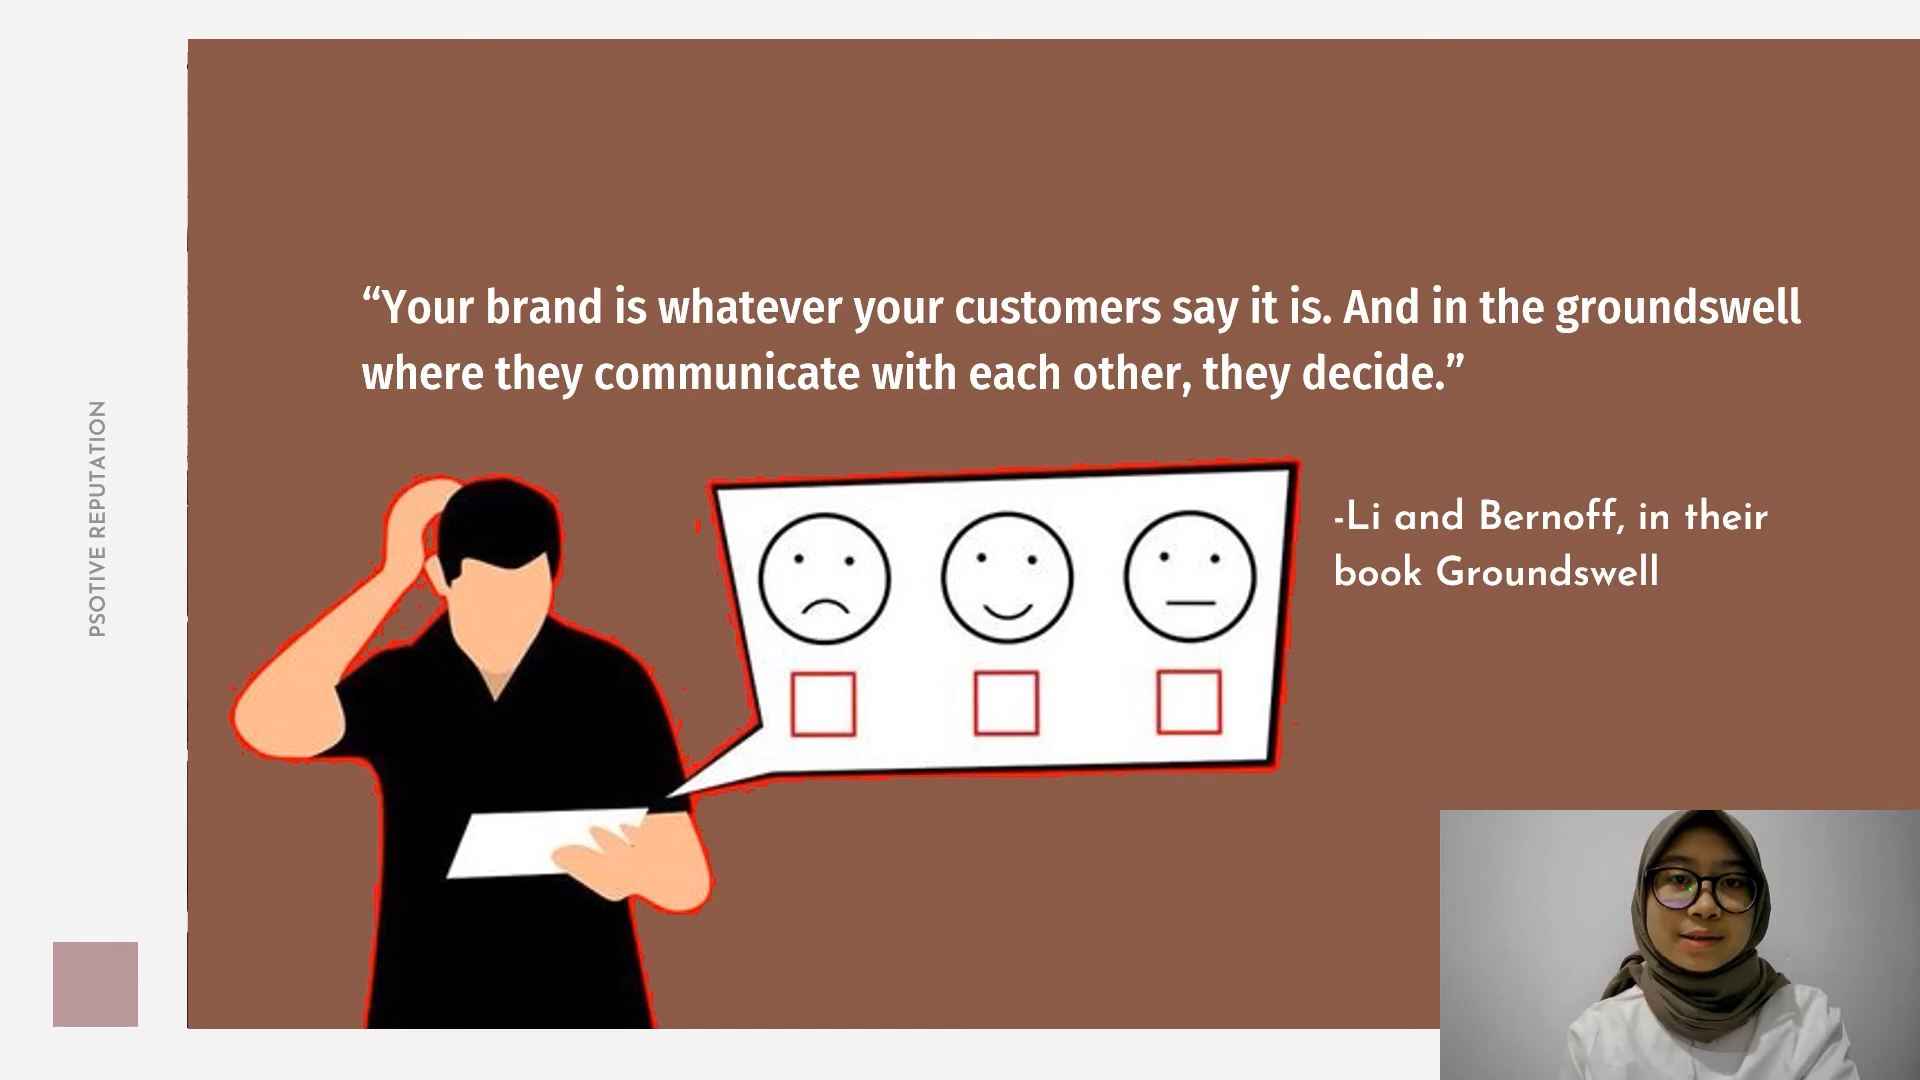 PSOTIVE REPUTATION
“Your brand is whatever your customers say it is. And in the groundswell
where they communicate with each other, they decide.”
-Li and Bernoff, in their
book Groundswell